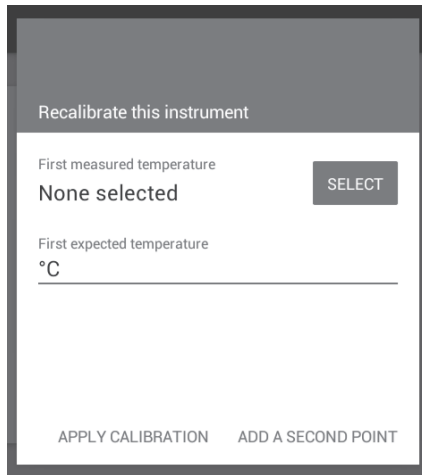 Recalibrate this instrument
First measured temperature
None selected
SELECT
First expected temperature
°C
APPLY CALIBRATION
ADD A SECOND POINT